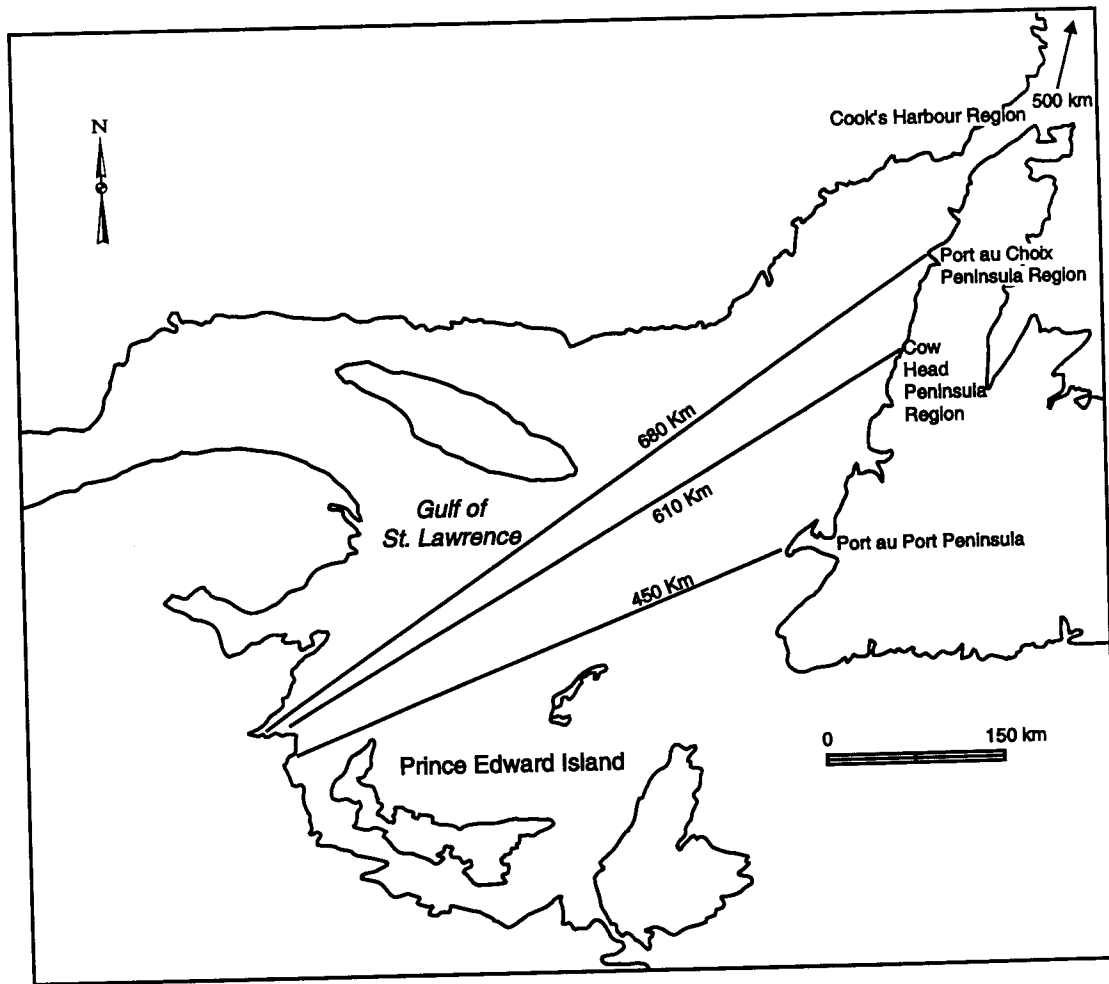 500 km
Cook's Harbour Region
N
Port au Choix
Peninsula Region
Cow
Head
Peninsula
Region
680 Km
610 Km
Gulf of
St. Lawrence
Port au Port Peninsula
450 Km
0 150 km
Prince Edward Island